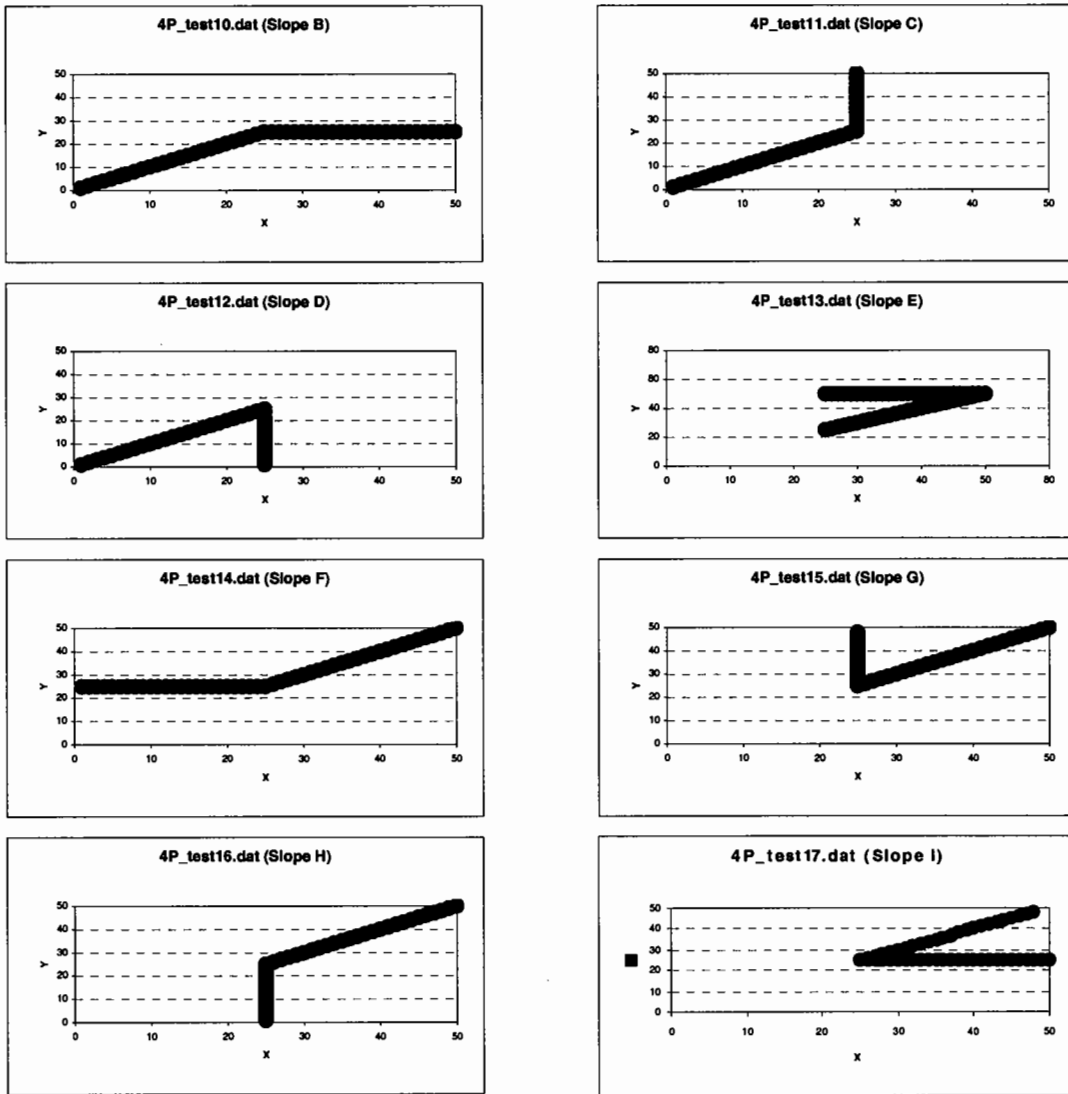 4P_test10.dat (Slope B)
50
40
30
20
10
0
Y
0 10 20 30 40 50
X
4P_test11.dat (Slope C)
50
40
30
20
10
0
Y
0 10 20 30 40 50
X
4P_test12.dat (Slope D)
50
40
30
20
10
0
Y
0 10 20 30 40 50
X
4P_test13.dat (Slope E)
80
60
40
20
0
Y
0 10 20 30 40 50 60 80
X
4P_test14.dat (Slope F)
50
40
30
20
10
0
Y
0 10 20 30 40 50
X
4P_test15.dat (Slope G)
50
40
30
20
10
0
Y
0 10 20 30 40 50
X
4P_test16.dat (Slope H)
50
40
30
20
10
0
Y
0 10 20 30 40 50
X
4P_test17.dat (Slope I)
50
40
30
20
10
0
0 10 20 30 40 50
X